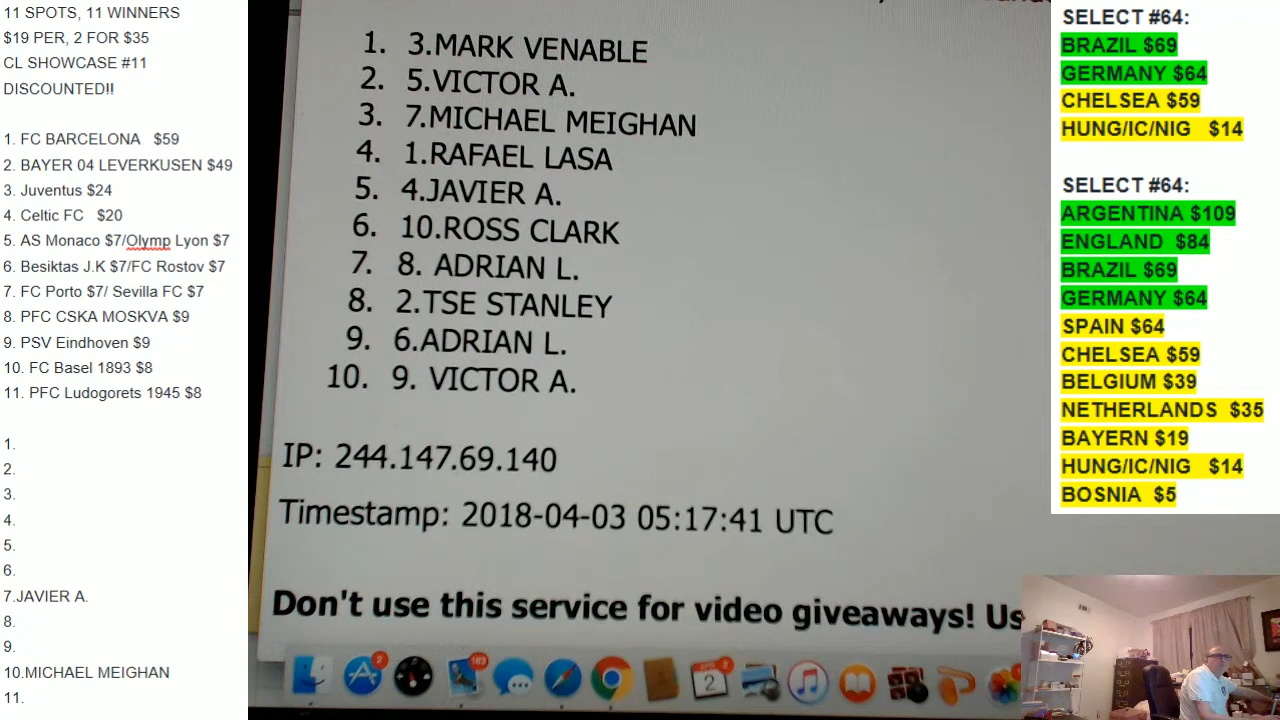 11 SPOTS, 11 WINNERS
$19 PER, 2 FOR $35
CL SHOWCASE #11
DISCOUNTED!!
1. FC BARCELONA $59
2. BAYER 04 LEVERKUSEN $49
3. Juventus $24
4. Celtic FC $20
5. AS Monaco $7/Olymp Lyon $7
6. Besiktas J.K $7/FC Rostov $7
7. FC Porto $7/ Sevilla FC $7
8. PFC CSKA MOSKVA $9
9. PSV Eindhoven $9
10. FC Basel 1893 $8
11. PFC Ludogorets 1945 $8
1.
2.
3.
4.
5.
6.
7.JAVIER A.
8.
9.
10.MICHAEL MEIGHAN
11.
1. 3.MARK VENABLE
2. 5.VICTOR A.
3. 7.MICHAEL MEIGHAN
4. 1.RAFAEL LASA
5. 4.JAVIER A.
6. 10.ROSS CLARK
7. 8. ADRIAN L.
8. 2.TSE STANLEY
9. 6.ADRIAN L.
10. 9. VICTOR A.
IP: 244.147.69.140
Timestamp: 2018-04-03 05:17:41 UTC
Don't use this service for video giveaways! Us
2
183
APR 2
2
SELECT #64:
BRAZIL $69
GERMANY $64
CHELSEA $59
HUNG/IC/NIG $14
SELECT #64:
ARGENTINA $109
ENGLAND $84
BRAZIL $69
GERMANY $64
SPAIN $64
CHELSEA $59
BELGIUM $39
NETHERLANDS $35
BAYERN $19
HUNG/IC/NIG $14
BOSNIA $5